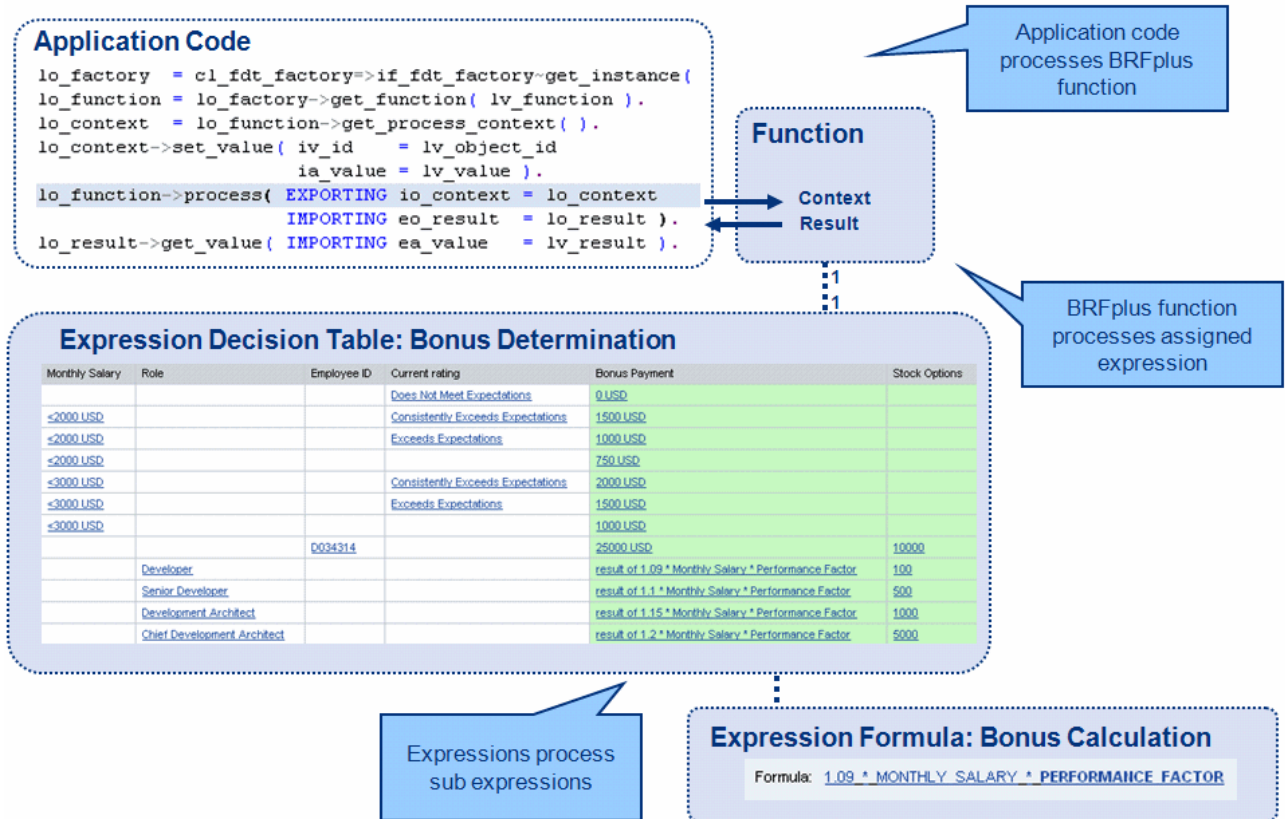 Application Code
lo_factory = cl_fdt_factory=>if_fdt_factory~get_instance(
lo_function = lo_factory->get_function( lv_function ).
lo_context = lo_function->get_process_context( ).
lo_context->set_value( iv_id = lv_object_id
ia_value = lv_value ).
lo_function->process( EXPORTING io_context = lo_context
IMPORTING eo_result = lo_result ).
lo_result->get_value( IMPORTING ea_value = lv_result ).
Application code
processes BRFplus
function
Function
Context
Result
1
1
BRFplus function
processes assigned
expression
Expression Decision Table: Bonus Determination
Monthly Salary Role Employee ID Current rating Bonus Payment Stock Options
Does Not Meet Expectations 0 USD
<2000 USD Consistently Exceeds Expectations 1500 USD
<2000 USD Exceeds Expectations 1000 USD
<2000 USD 750 USD
<3000 USD Consistently Exceeds Expectations 2000 USD
<3000 USD Exceeds Expectations 1500 USD
<3000 USD 1000 USD
D034314 25000 USD 10000
Developer result of 1.09 * Monthly Salary * Performance Factor 100
Senior Developer result of 1.1 * Monthly Salary * Performance Factor 500
Development Architect result of 1.15 * Monthly Salary * Performance Factor 1000
Chief Development Architect result of 1.2 * Monthly Salary * Performance Factor 5000
Expressions process
sub expressions
Expression Formula: Bonus Calculation
Formula: 1.09 * MONTHLY SALARY * PERFORMANCE FACTOR